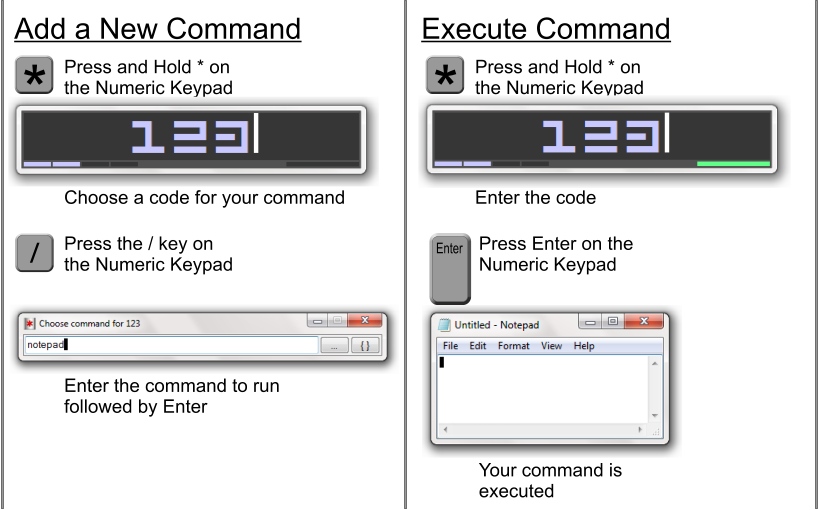 Add a New Command
*
Press and Hold * on
the Numeric Keypad
123
Choose a code for your command
/
Press the / key on
the Numeric Keypad
Choose command for 123
notepad
...
{ }
Enter the command to run
followed by Enter
Execute Command
*
Press and Hold * on
the Numeric Keypad
123
Enter the code
Enter
Press Enter on the
Numeric Keypad
Untitled - Notepad
File Edit Format View Help
Your command is
executed